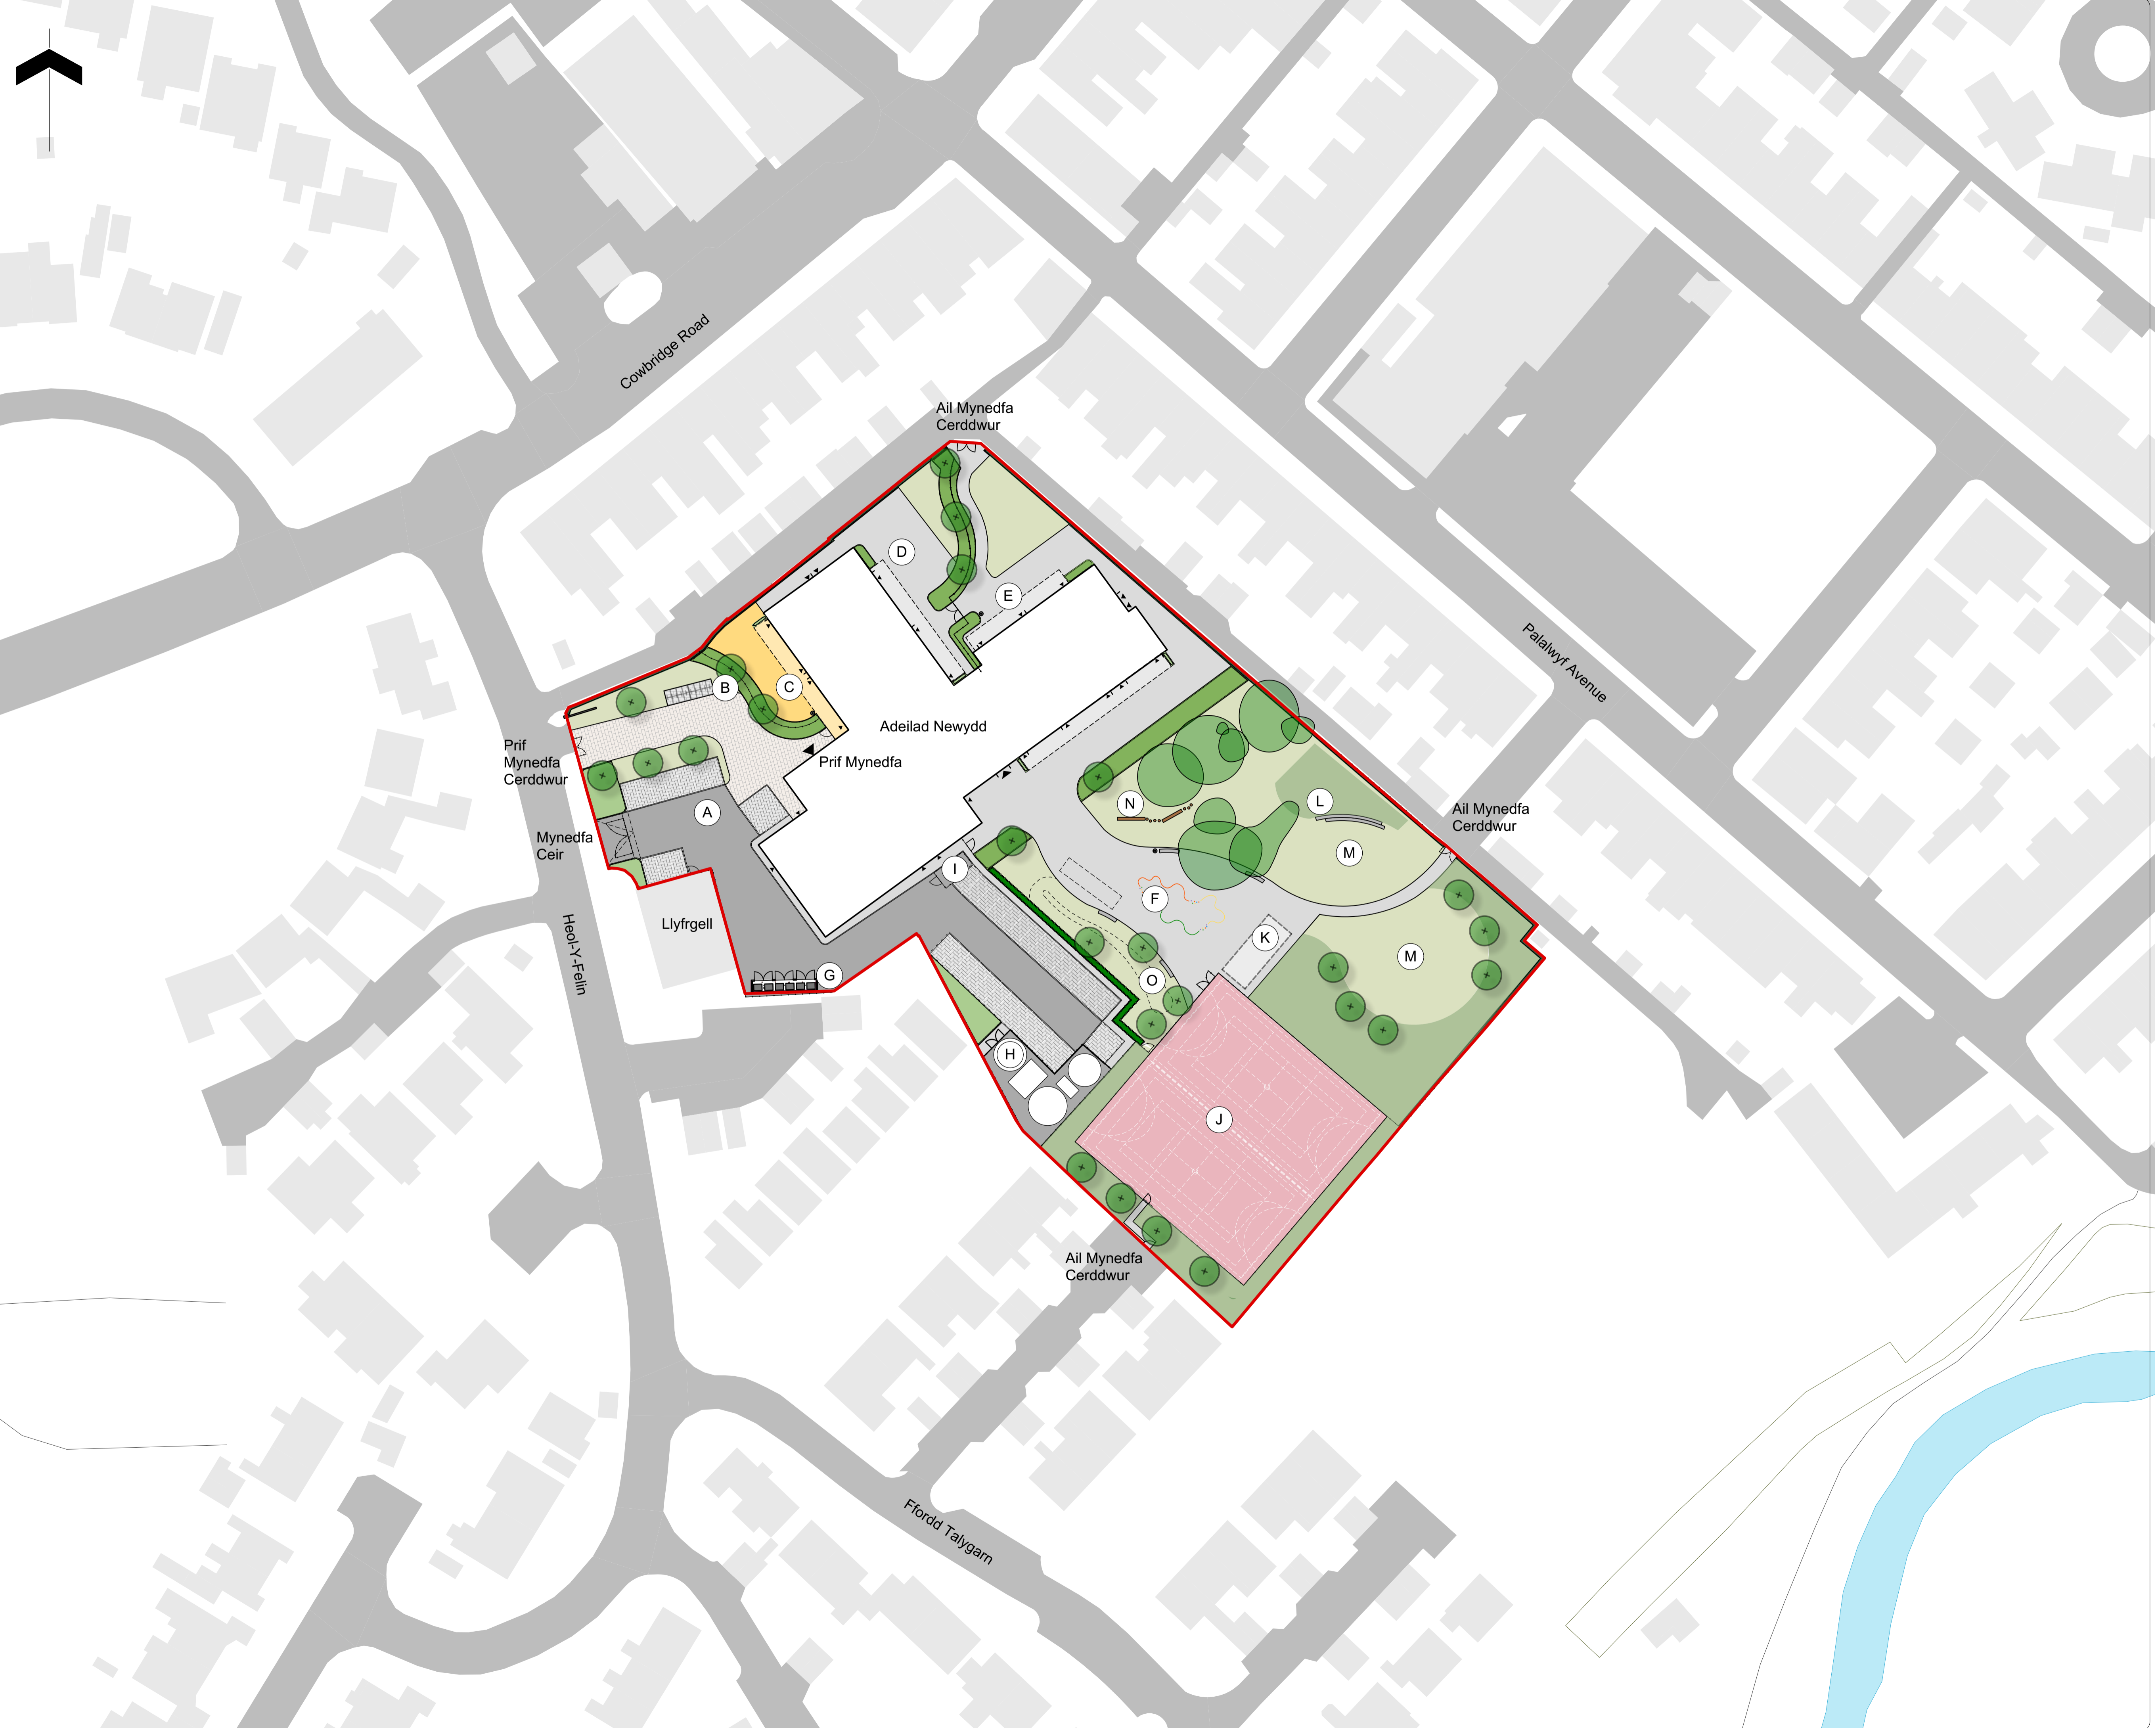 Cowbridge Road
Ail Mynedfa
Cerddwur
D
E
Palalwyf Avenue
B
C
Adeilad Newydd
Prif
Mynedfa
Cerddwur
Prif Mynedfa
A
N
L
Ail Mynedfa
Cerddwur
Mynedfa
Ceir
M
I
F
Llyfrgell
K
Heol-Y-Felin
M
G
O
H
J
Ail Mynedfa
Cerddwur
Ffordd Talygarn